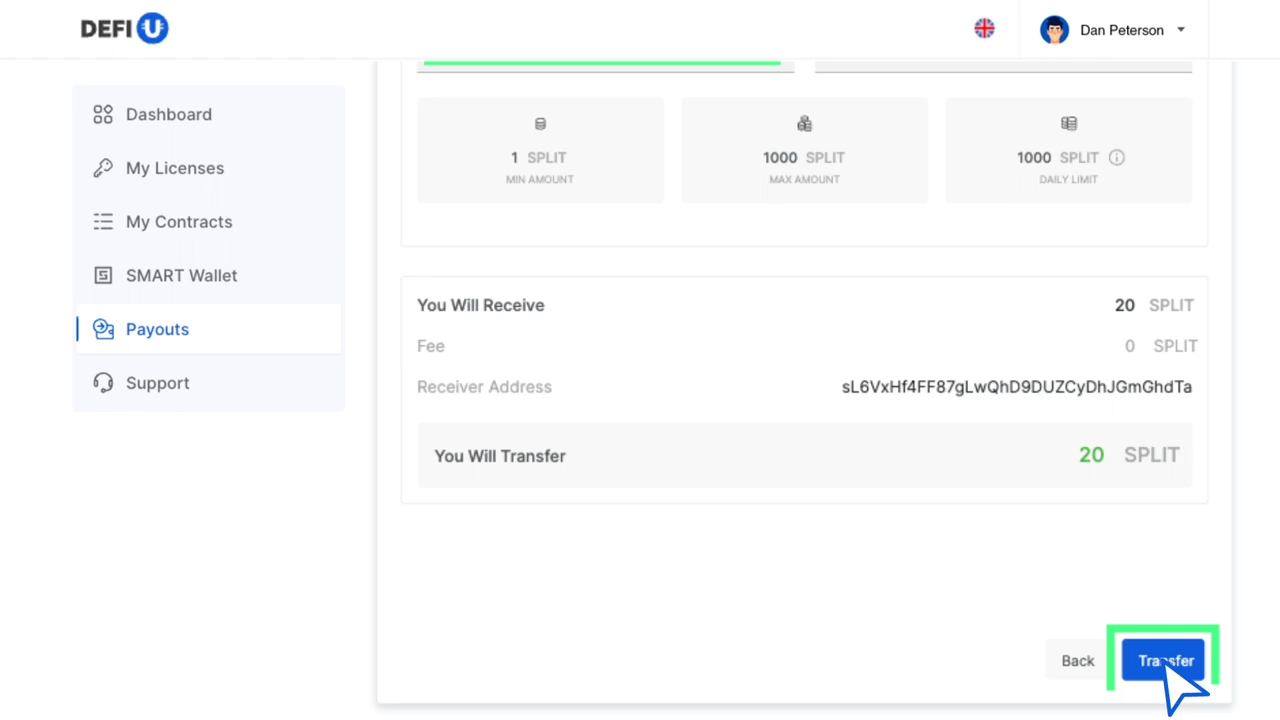 DEFI U
Dan Peterson
Dashboard
My Licenses
My Contracts
SMART Wallet
Payouts
Support
1 SPLIT
MIN AMOUNT
1000 SPLIT
MAX AMOUNT
1000 SPLIT
DAILY LIMIT
You Will Receive 20 SPLIT
Fee 0 SPLIT
Receiver Address sL6VxHf4FF87gLwQhD9DUZCyDhJGmGhdTa
You Will Transfer 20 SPLIT
Back
Transfer